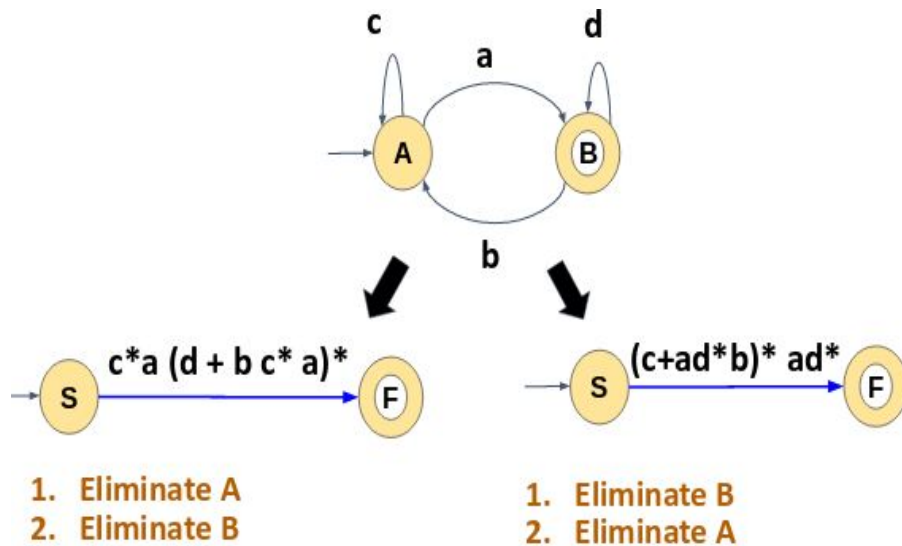 c
a
d
A
B
b
c*a (d + b c* a)*
(c+ad*b)* ad*
S
F
S
F
1. Eliminate A
2. Eliminate B
1. Eliminate B
2. Eliminate A